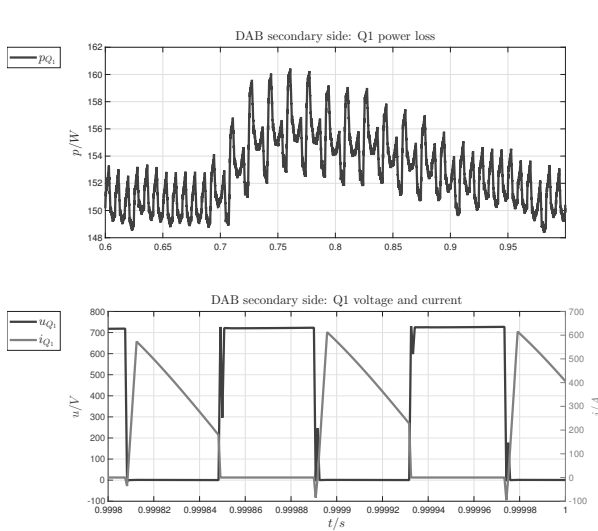 DAB secondary side: Q1 power loss
p_{Q_1}
p/W
162
160
158
156
154
152
150
148
0.6 0.65 0.7 0.75 0.8 0.85 0.9 0.95
DAB secondary side: Q1 voltage and current
u_{Q_1}
i_{Q_1}
u/V
800
700
600
500
400
300
200
100
0
-100
700
600
500
400
300
200
100
0
-100
i/A
0.9998 0.99982 0.99984 0.99986 0.99988 0.9999 0.99992 0.99994 0.99996 0.99998 1
t/s